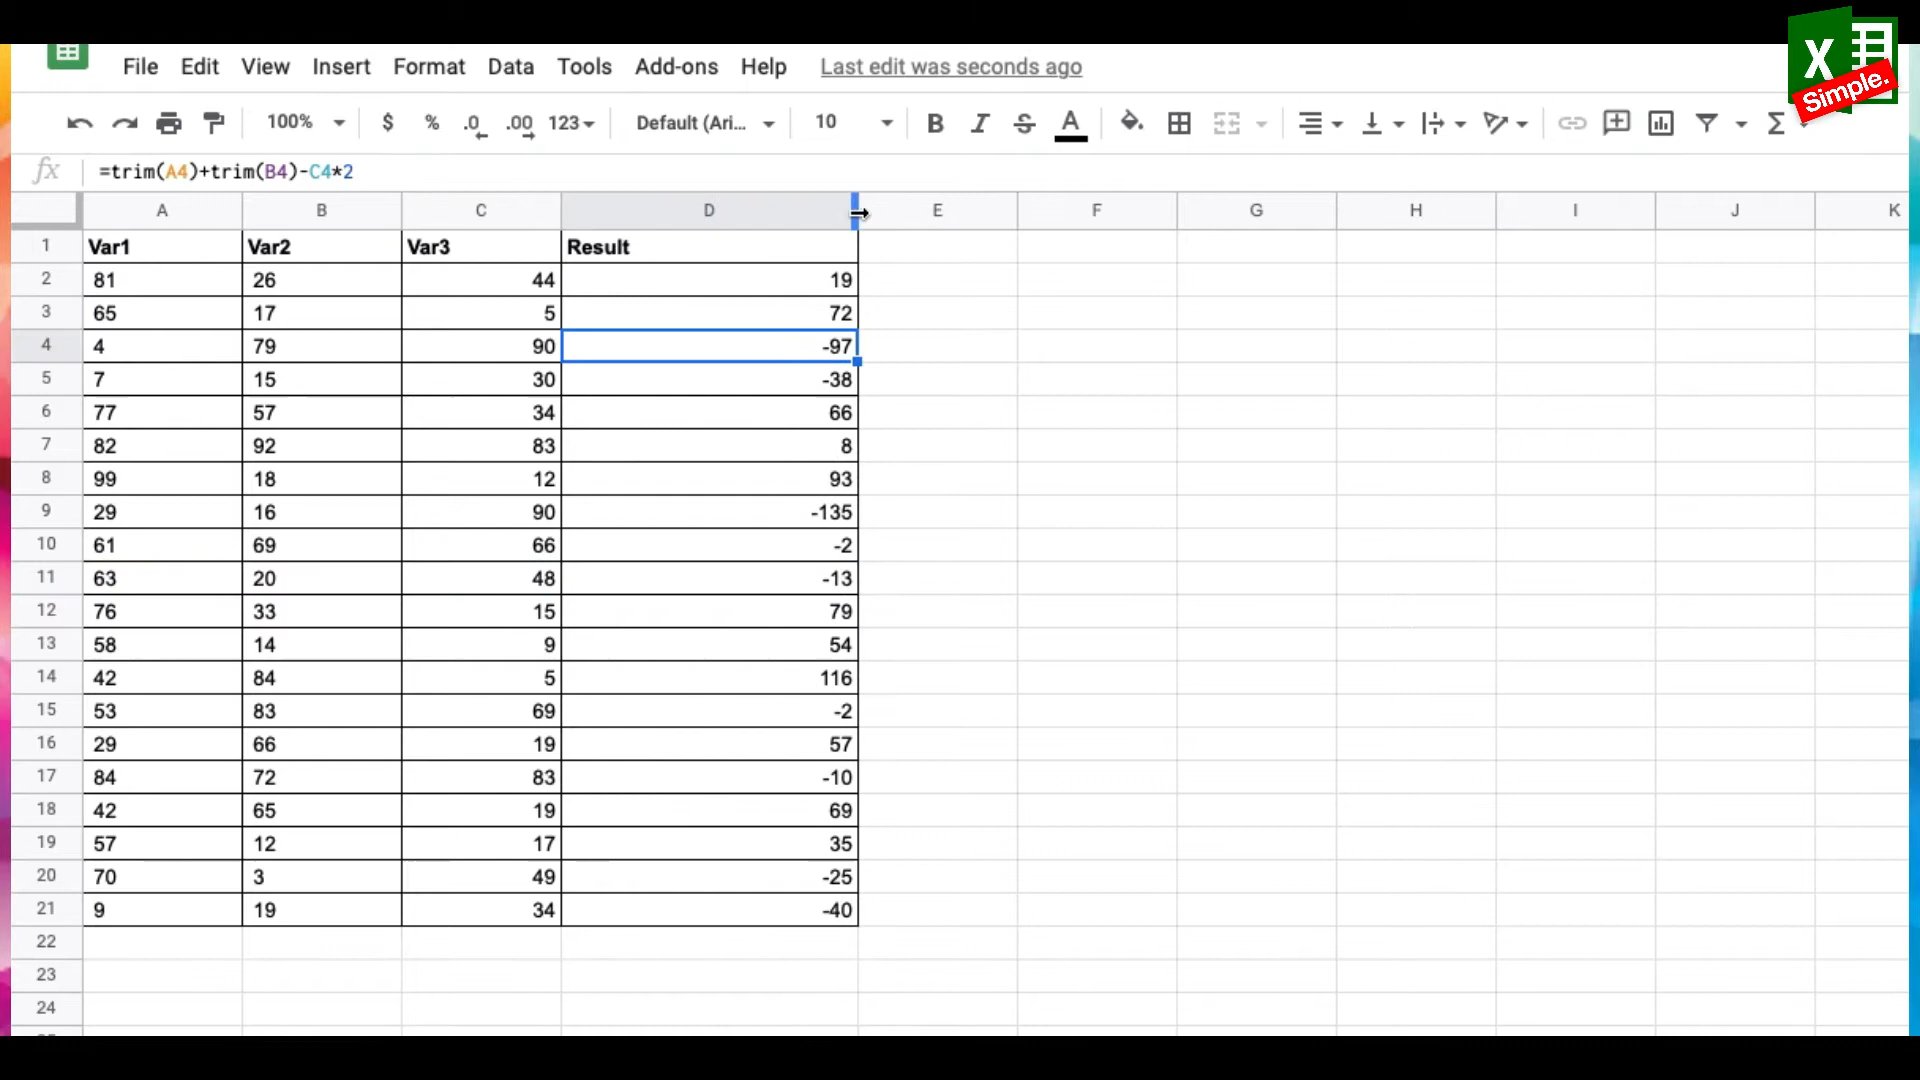 X
Simple.
File Edit View Insert Format Data Tools Add-ons Help Last edit was seconds ago
100% $ % .0 .00 123 Default (Ari... 10 B I S A Σ
fx =trim(A4)+trim(B4)-C4*2
A B C D E F G H I J K
1 Var1 Var2 Var3 Result
2 81 26 44 19
3 65 17 5 72
4 4 79 90 -97
5 7 15 30 -38
6 77 57 34 66
7 82 92 83 8
8 99 18 12 93
9 29 16 90 -135
10 61 69 66 -2
11 63 20 48 -13
12 76 33 15 79
13 58 14 9 54
14 42 84 5 116
15 53 83 69 -2
16 29 66 19 57
17 84 72 83 -10
18 42 65 19 69
19 57 12 17 35
20 70 3 49 -25
21 9 19 34 -40
22
23
24